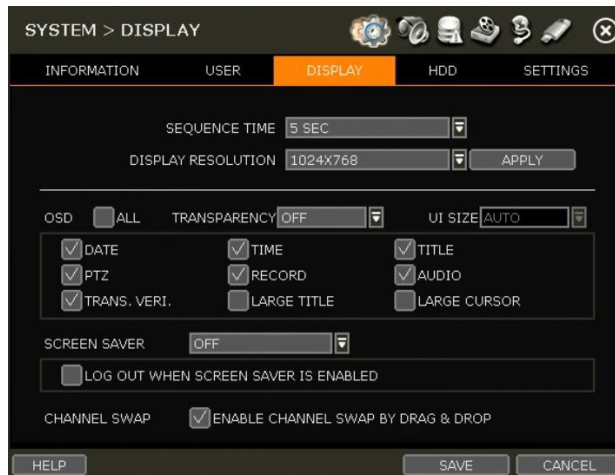 SYSTEM > DISPLAY
INFORMATION USER DISPLAY HDD SETTINGS
SEQUENCE TIME 5 SEC
DISPLAY RESOLUTION 1024X768 APPLY
OSD ALL TRANSPARENCY OFF UI SIZE AUTO
DATE TIME TITLE
PTZ RECORD AUDIO
TRANS. VERI. LARGE TITLE LARGE CURSOR
SCREEN SAVER OFF
LOG OUT WHEN SCREEN SAVER IS ENABLED
CHANNEL SWAP ENABLE CHANNEL SWAP BY DRAG & DROP
HELP SAVE CANCEL